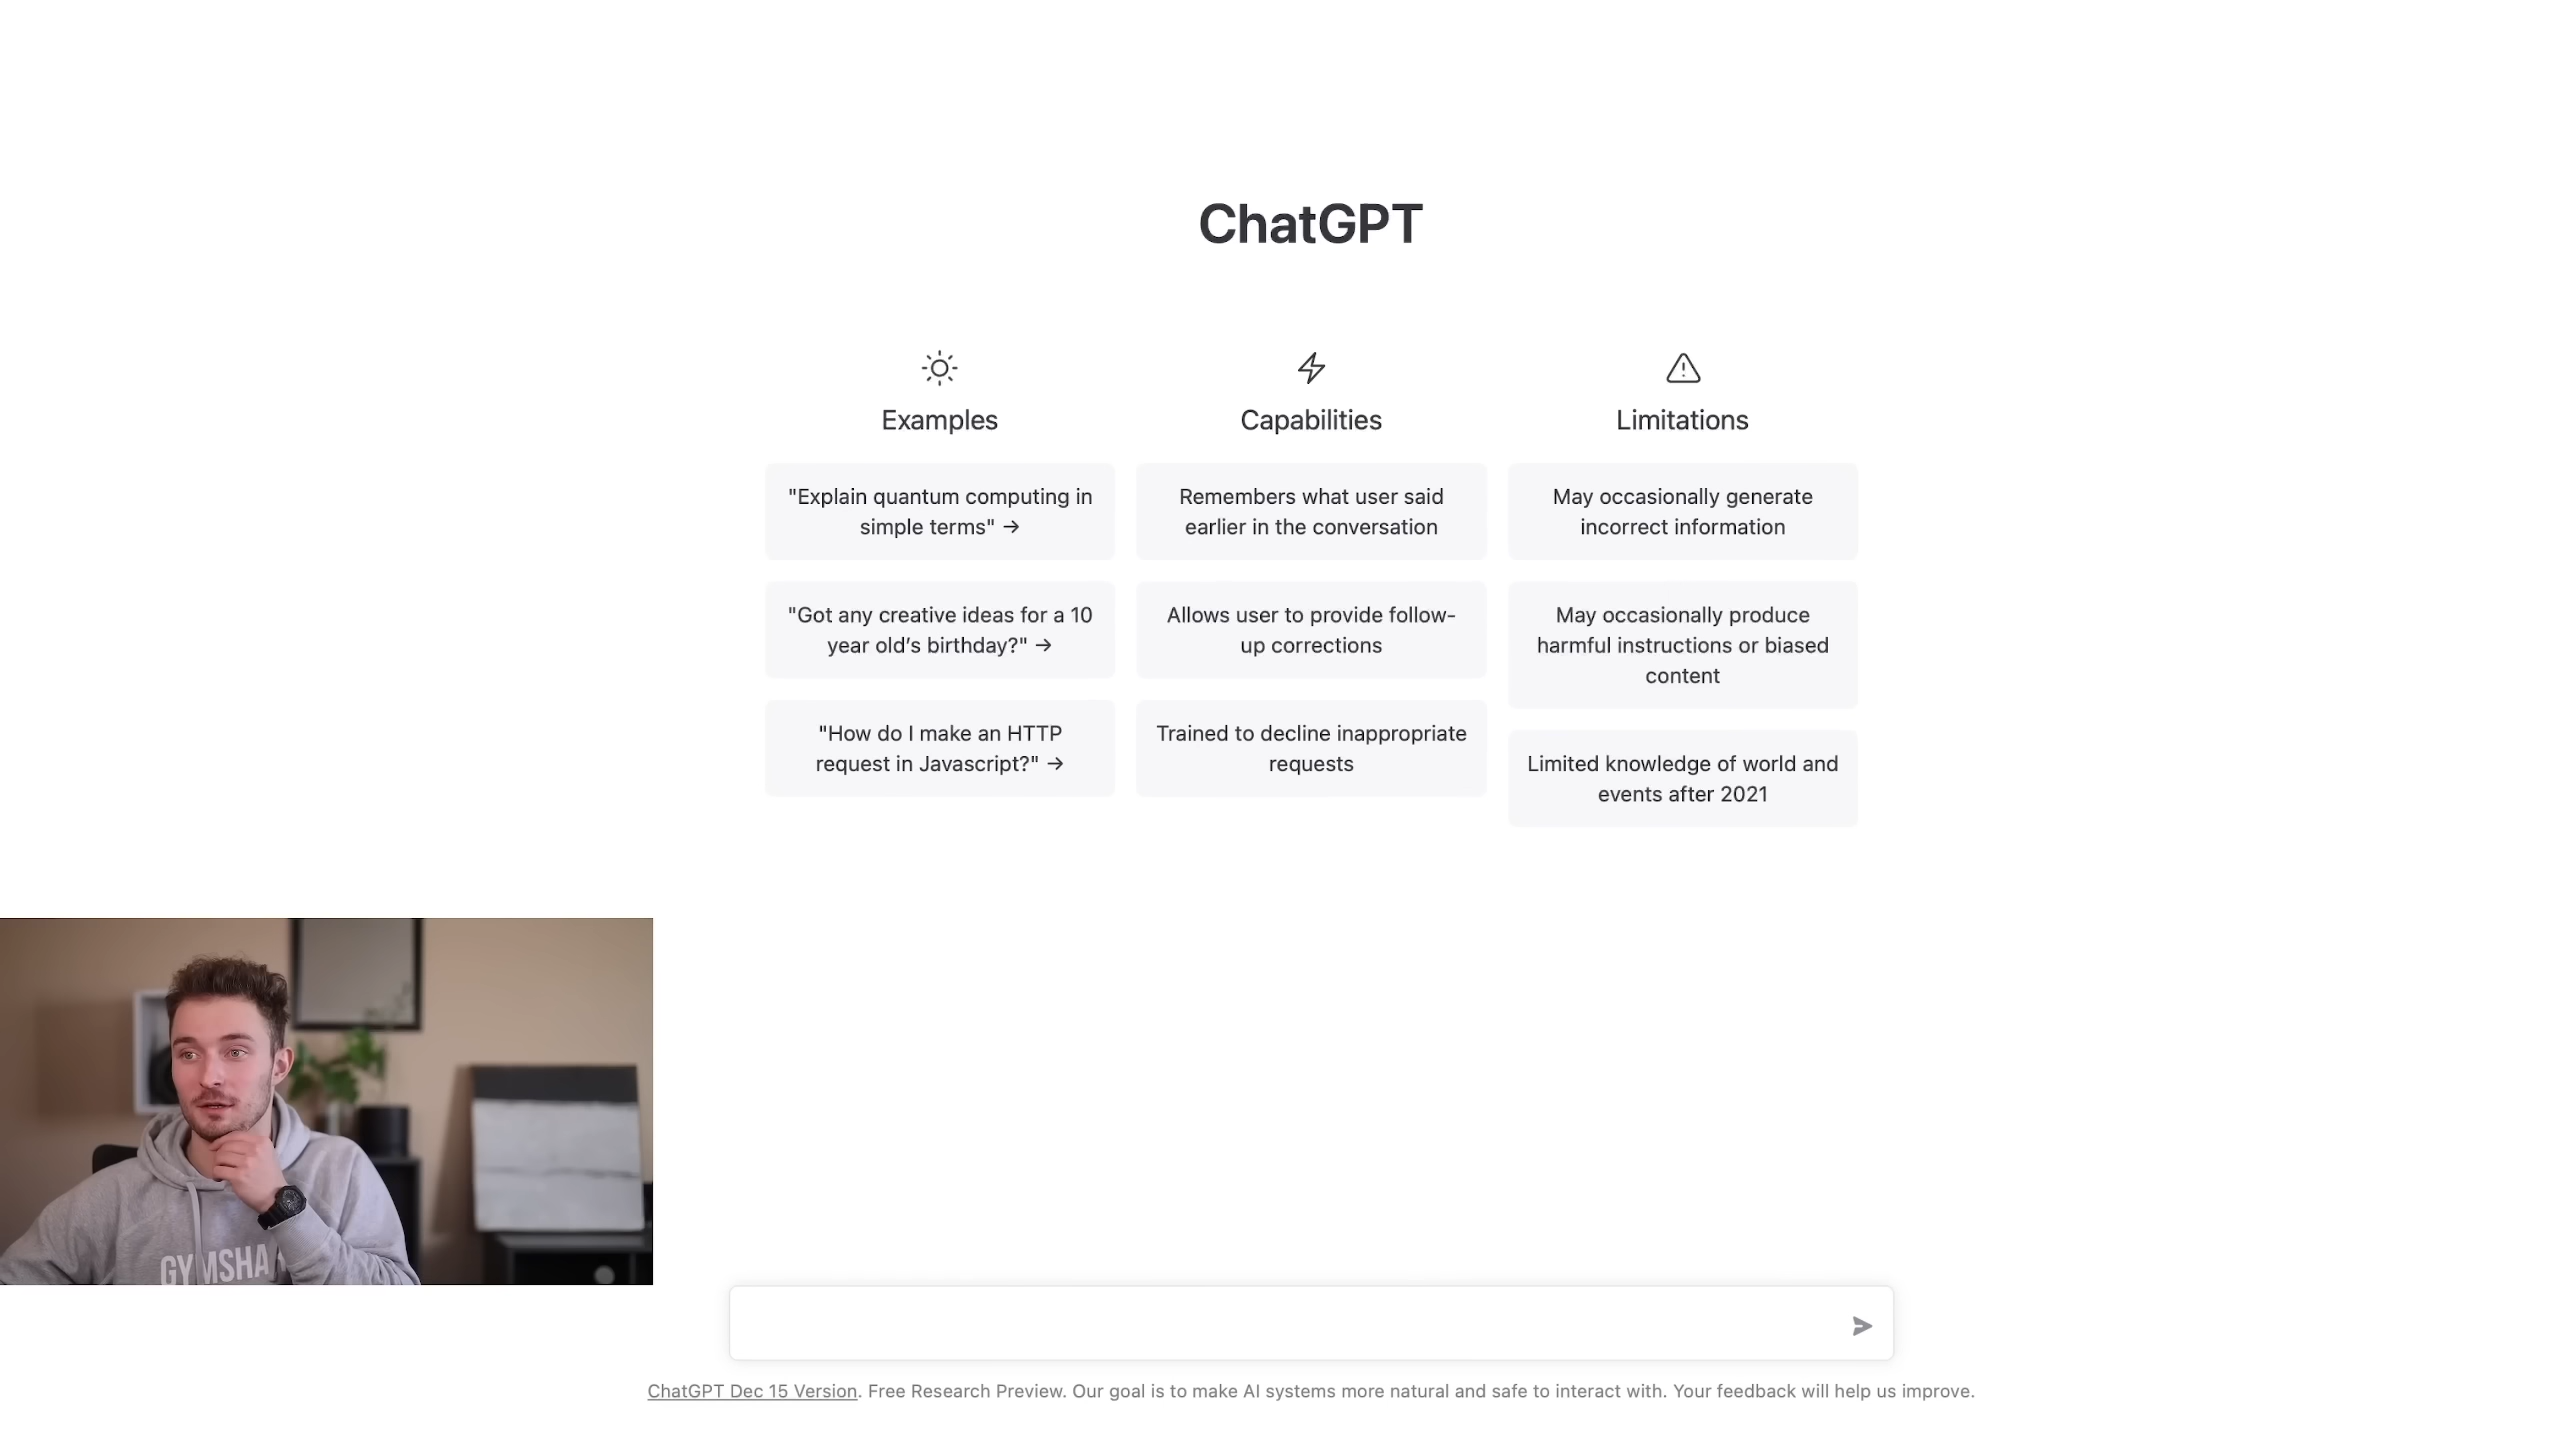 ChatGPT
Examples
"Explain quantum computing in
simple terms" →
"Got any creative ideas for a 10
year old’s birthday?" →
"How do I make an HTTP
request in Javascript?" →
Capabilities
Remembers what user said
earlier in the conversation
Allows user to provide follow-
up corrections
Trained to decline inappropriate
requests
Limitations
May occasionally generate
incorrect information
May occasionally produce
harmful instructions or biased
content
Limited knowledge of world and
events after 2021
GYMSHA
ChatGPT Dec 15 Version. Free Research Preview. Our goal is to make AI systems more natural and safe to interact with. Your feedback will help us improve.